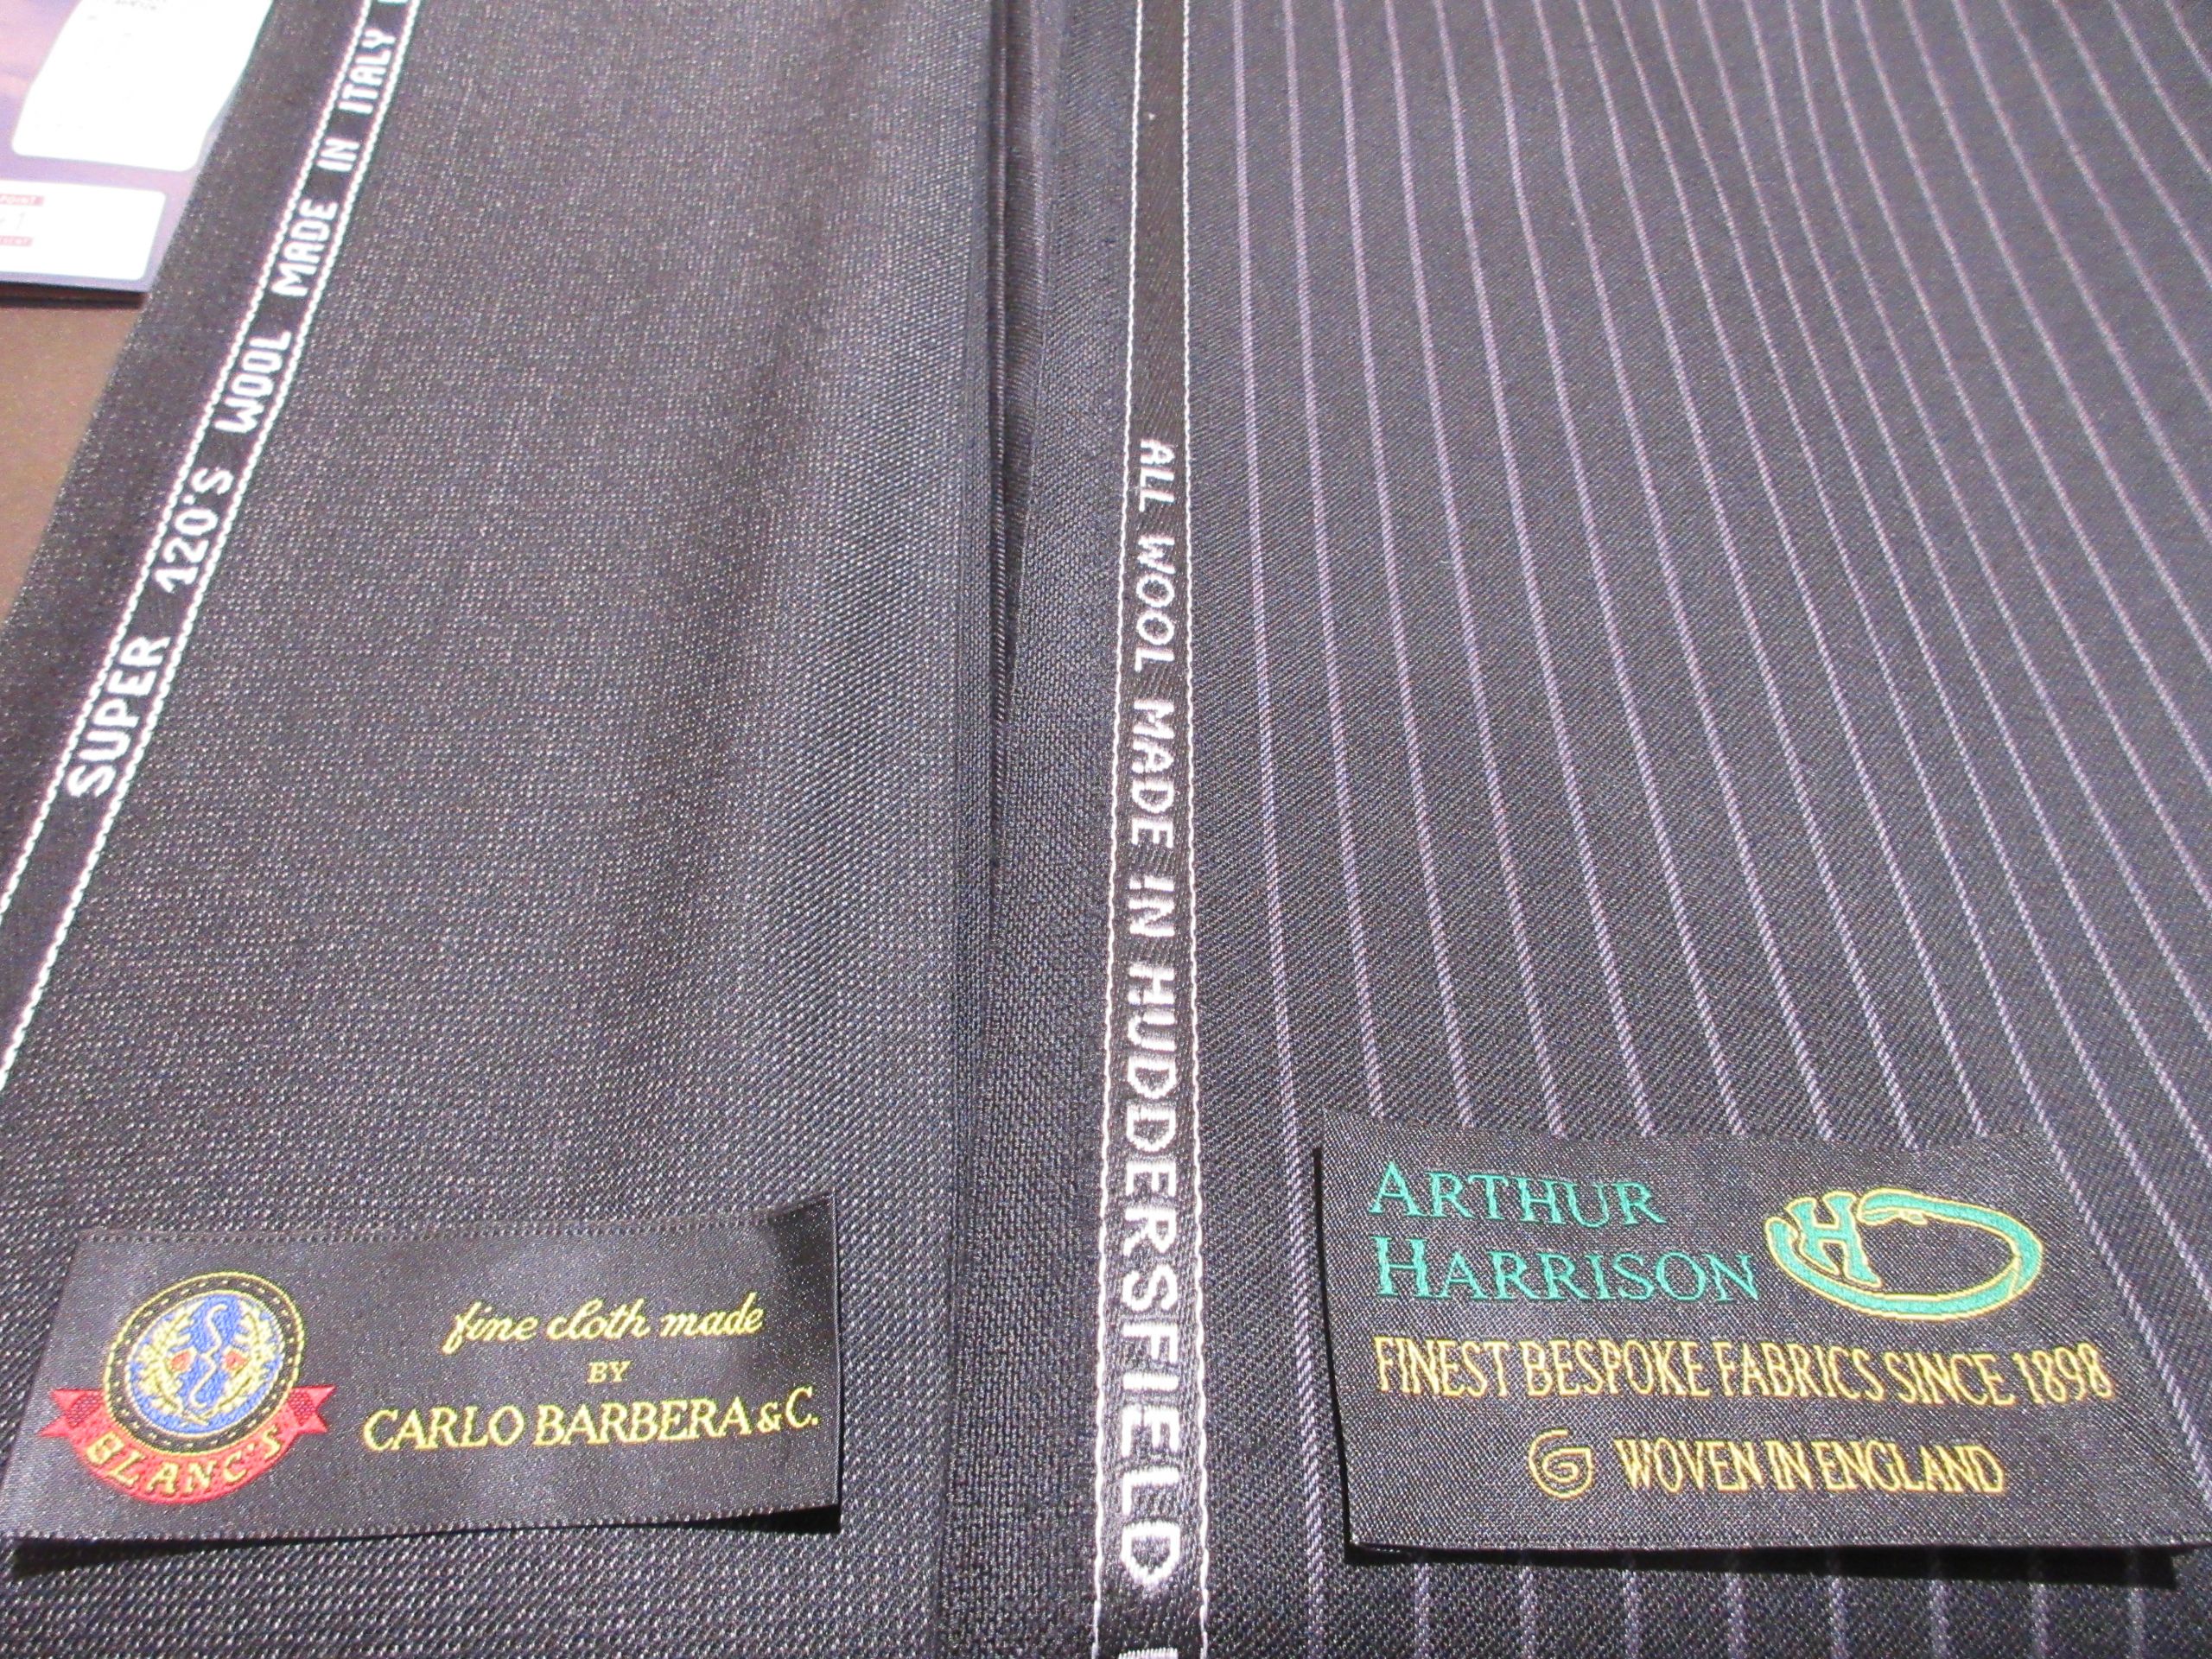 SUPER 120'S WOOL MADE IN ITALY
ALL WOOL MADE IN HUDDERSFIELD
fine cloth made
BY
CARLO BARBERA & C.
BLANC'S
ARTHUR
HARRISON
H
FINEST BESPOKE FABRICS SINCE 1898
WOVEN IN ENGLAND